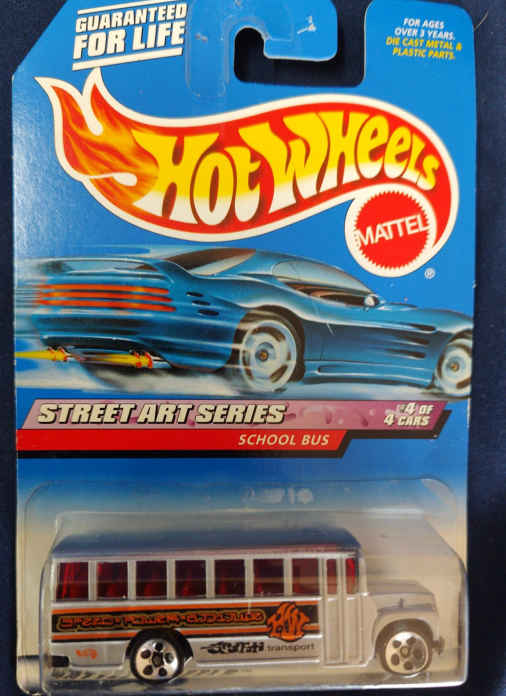 GUARANTEED
FOR LIFE
FOR AGES
OVER 3 YEARS.
DIE CAST METAL &
PLASTIC PARTS.
HOT WHEELS
MATTEL
®
STREET ART SERIES
#4 OF
4 CARS
SCHOOL BUS
transport